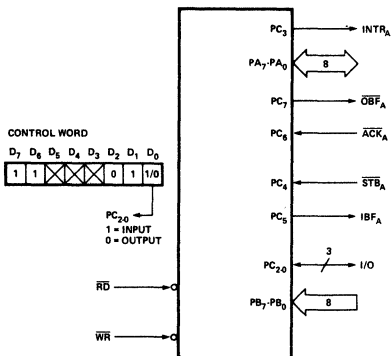 PC3 INTRA
PA7-PA0 8
PC7 OBFA
CONTROL WORD
PC6 ACKA
D7 D6 D5 D4 D3 D2 D1 D0
1 1 0 1 1/0
PC4 STBA
PC2-0
1 = INPUT
0 = OUTPUT
PC5 IBFA
3
PC2-0 I/O
RD
PB7-PB0 8
WR